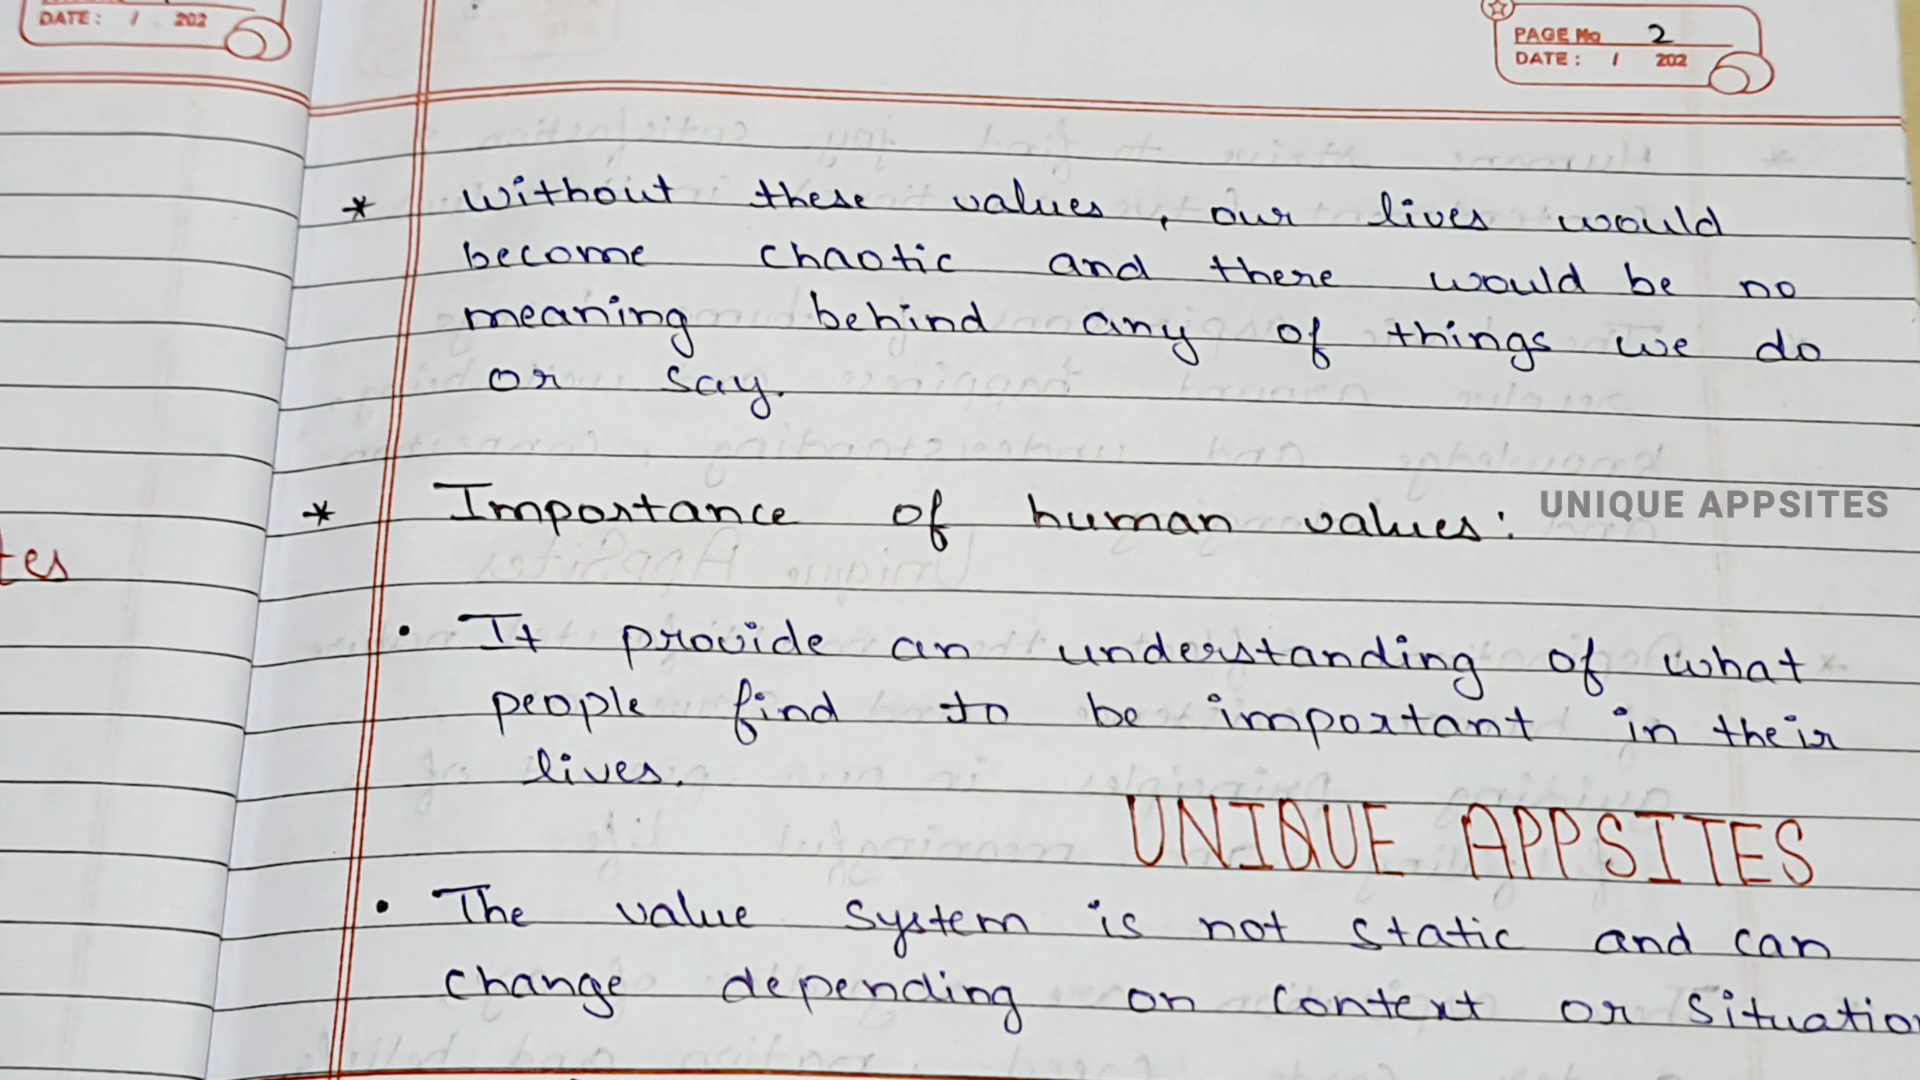 DATE: / 202
PAGE No 2
DATE: / 202
* without these values, our lives would
become chaotic and there would be no
meaning behind any of things we do
or say.
* Importance of human values:
UNIQUE APPSITES
tes
• It provide an understanding of what
people find to be important in their
lives.
UNIQUE APPSITES
• The value system is not static and can
change depending on context or situation